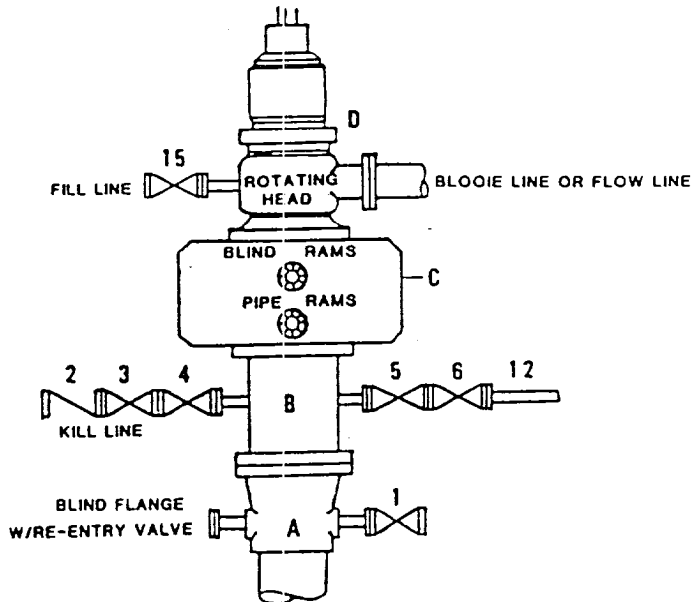 D
15
FILL LINE
ROTATING
HEAD
BLOOIE LINE OR FLOW LINE
BLIND RAMS
C
PIPE RAMS
2 3 4
5 6 12
B
KILL LINE
1
BLIND FLANGE
W/RE-ENTRY VALVE
A